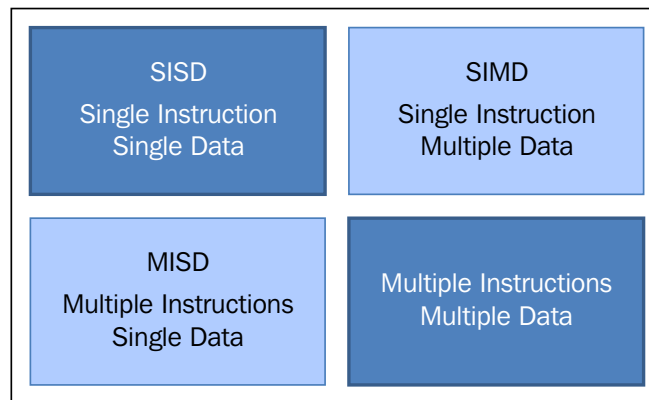 SISD
Single Instruction
Single Data
SIMD
Single Instruction
Multiple Data
MISD
Multiple Instructions
Single Data
Multiple Instructions
Multiple Data